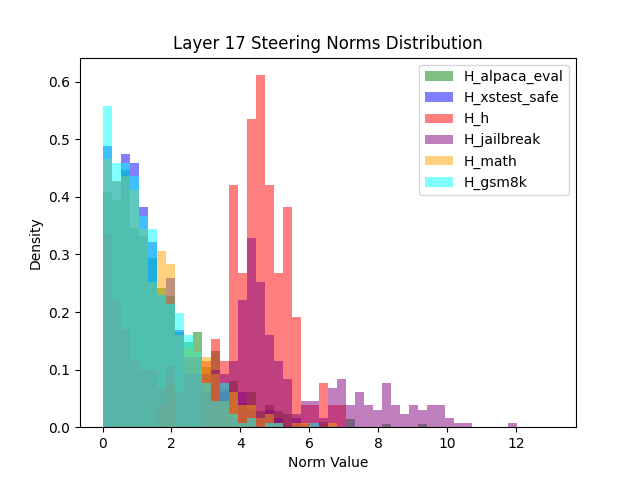 Layer 17 Steering Norms Distribution
H_alpaca_eval
H_xstest_safe
H_h
H_jailbreak
H_math
H_gsm8k
Density
0.6
0.5
0.4
0.3
0.2
0.1
0.0
0 2 4 6 8 10 12
Norm Value